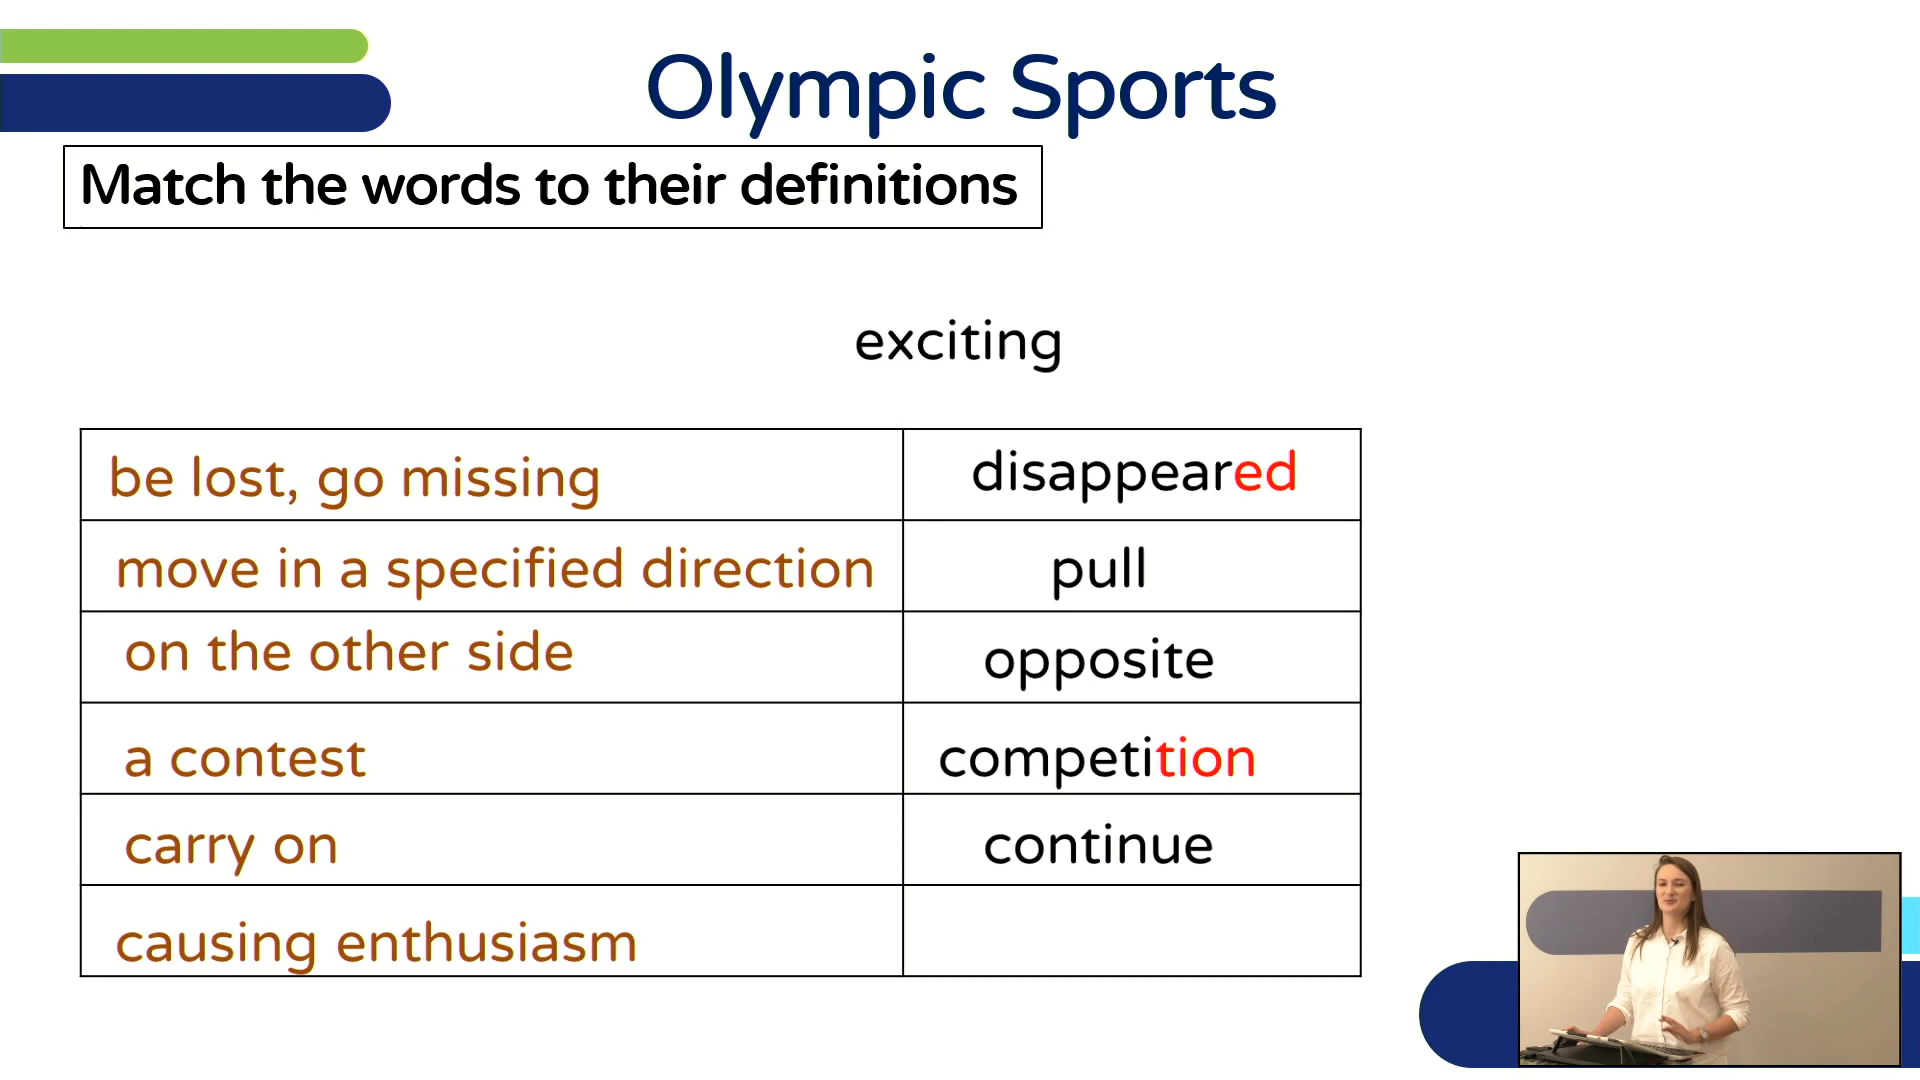 Olympic Sports
Match the words to their definitions
exciting
be lost, go missing disappeared
move in a specified direction pull
on the other side opposite
a contest competition
carry on continue
causing enthusiasm